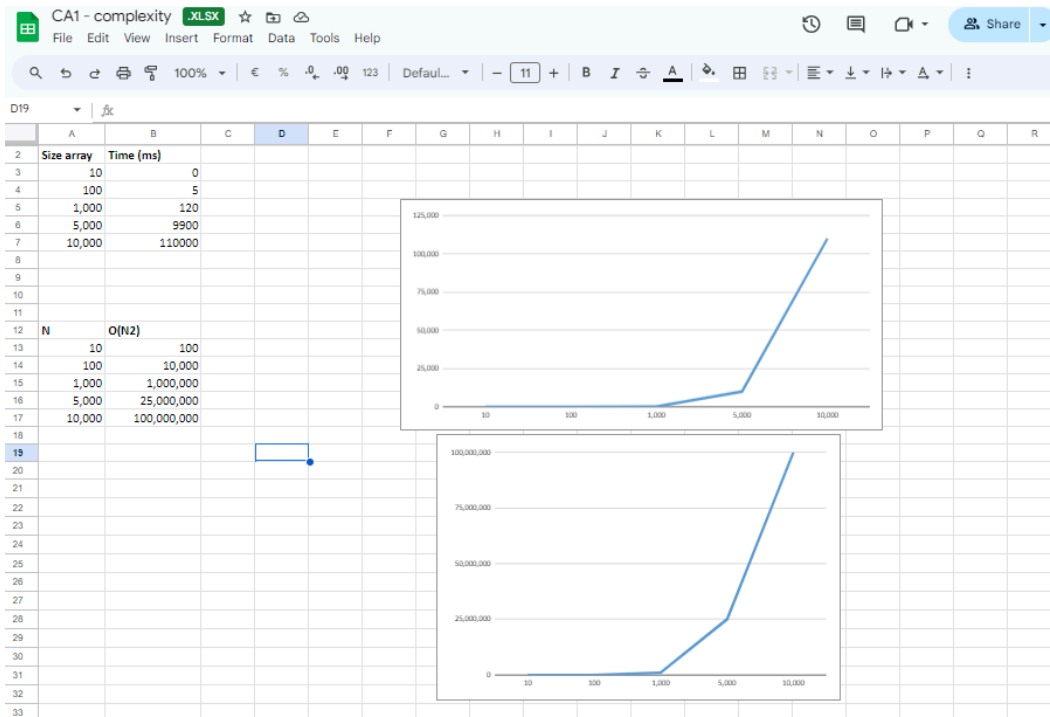 CA1 - complexity .XLSX
File Edit View Insert Format Data Tools Help
Share
100% € % .0 .00 123 Defaul... − 11 + B I S A
D19 fx
A B C D E F G H I J K L M N O P Q R
2 Size array Time (ms)
3 10 0
4 100 5
5 1,000 120
6 5,000 9900
7 10,000 110000
8
9
10
11
12 N O(N2)
13 10 100
14 100 10,000
15 1,000 1,000,000
16 5,000 25,000,000
17 10,000 100,000,000
18
19
20
21
22
23
24
25
26
27
28
29
30
31
32
33
125,000
100,000
75,000
50,000
25,000
0
10 100 1,000 5,000 10,000
100,000,000
75,000,000
50,000,000
25,000,000
0
10 100 1,000 5,000 10,000